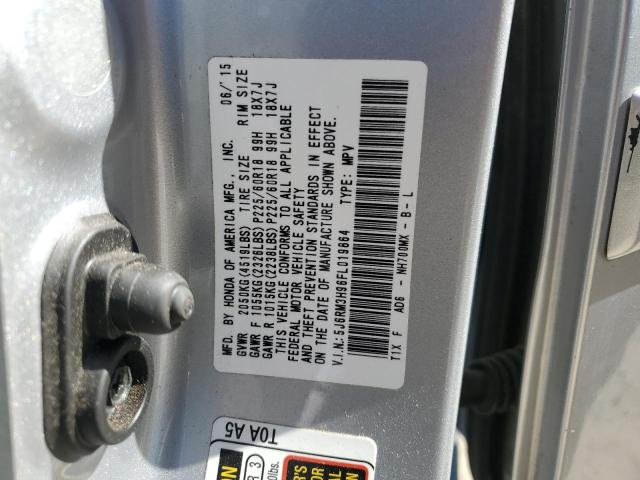 MFD. BY HONDA OF AMERICA MFG., INC. 06/'15
GVWR 2050KG(4519LBS) TIRE SIZE RIM SIZE
GAWR F 1055KG(2326LBS) P225/60R18 99H 18X7J
GAWR R 1015KG(2238LBS) P225/60R18 99H 18X7J
THIS VEHICLE CONFORMS TO ALL APPLICABLE
FEDERAL MOTOR VEHICLE SAFETY
AND THEFT PREVENTION STANDARDS IN EFFECT
ON THE DATE OF MANUFACTURE SHOWN ABOVE.
V.I.N.:5J6RM3H96FL019864 TYPE: MPV
T1X F AD6 - NH700MX - B - L
T0A A5